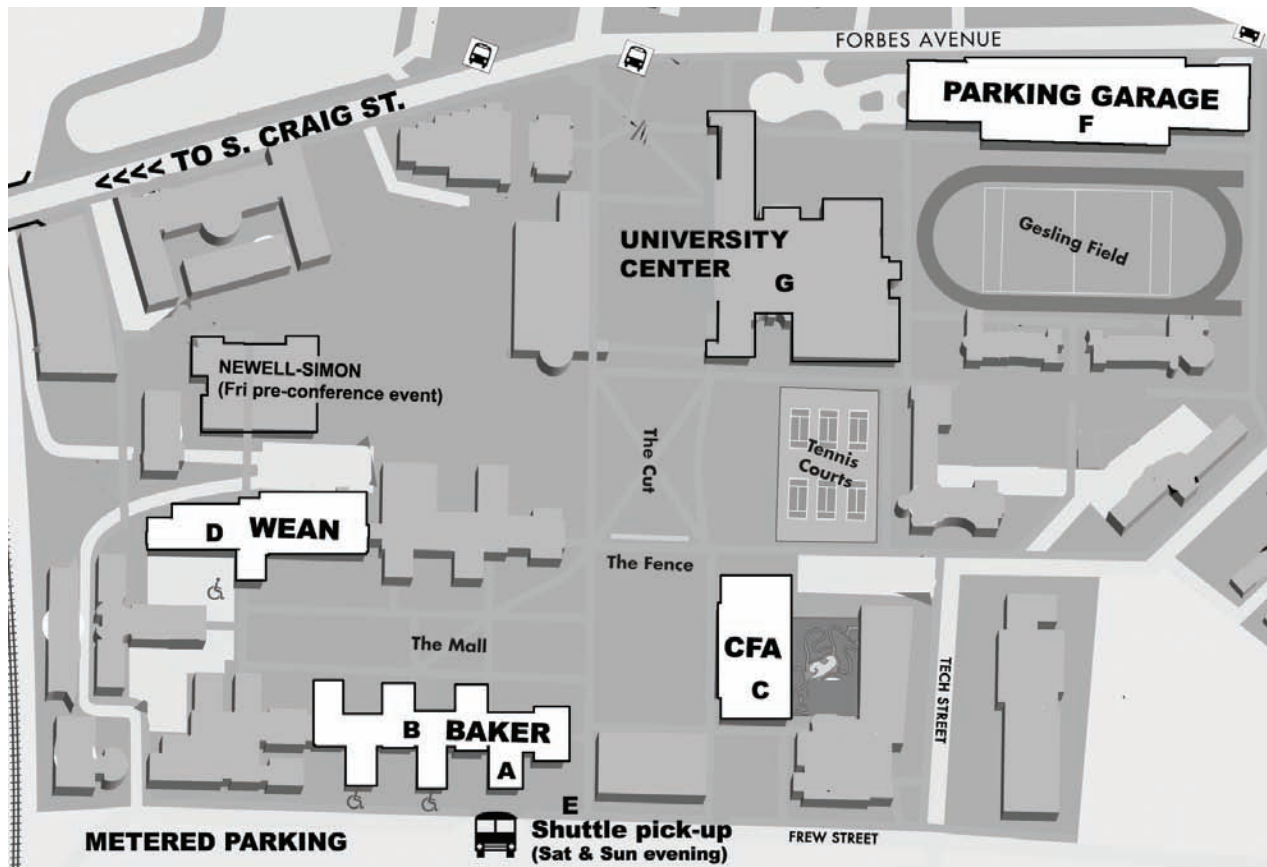 FORBES AVENUE
PARKING GARAGE
F
<<<< TO S. CRAIG ST.
UNIVERSITY
CENTER
G
Gesling Field
NEWELL-SIMON
(Fri pre-conference event)
The Cut
Tennis
Courts
D WEAN
The Fence
The Mall
CFA
C
TECH STREET
B BAKER
A
E
Shuttle pick-up
(Sat & Sun evening)
METERED PARKING
FREW STREET